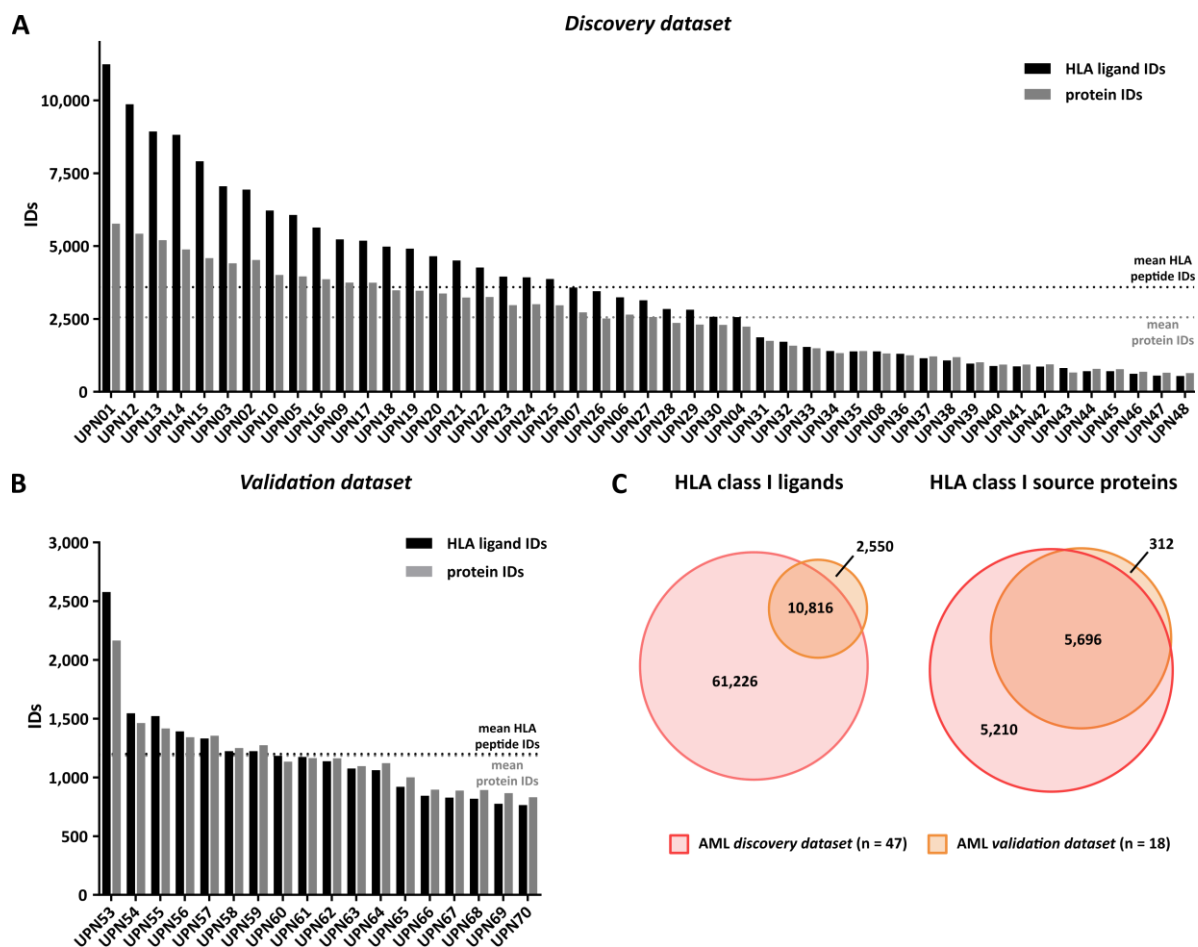 A
Discovery dataset
HLA ligand IDs
protein IDs
IDs
10,000
7,500
5,000
2,500
0
mean HLA
peptide IDs
mean
protein IDs
UPN01 UPN12 UPN13 UPN14 UPN15 UPN03 UPN02 UPN10 UPN05 UPN16 UPN09 UPN17 UPN18 UPN19 UPN20 UPN21 UPN22 UPN23 UPN24 UPN25 UPN07 UPN26 UPN06 UPN27 UPN28 UPN29 UPN30 UPN04 UPN31 UPN32 UPN33 UPN34 UPN35 UPN08 UPN36 UPN37 UPN38 UPN39 UPN40 UPN41 UPN42 UPN43 UPN44 UPN45 UPN46 UPN47 UPN48
B
Validation dataset
HLA ligand IDs
protein IDs
IDs
3,000
2,500
2,000
1,500
1,000
500
0
mean HLA
peptide IDs
mean
protein IDs
UPN53 UPN54 UPN55 UPN56 UPN57 UPN58 UPN59 UPN60 UPN61 UPN62 UPN63 UPN64 UPN65 UPN66 UPN67 UPN68 UPN69 UPN70
C
HLA class I ligands
2,550
10,816
61,226
HLA class I source proteins
312
5,696
5,210
AML discovery dataset (n = 47)
AML validation dataset (n = 18)